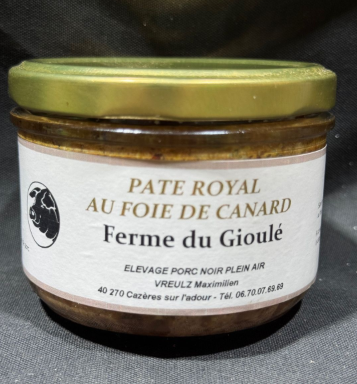 PATE ROYAL
AU FOIE DE CANARD
Ferme du Gioulé
ELEVAGE PORC NOIR PLEIN AIR
VREULZ Maximilien
40 270 Cazères sur l'adour - Tél. 06.70.07.69.69